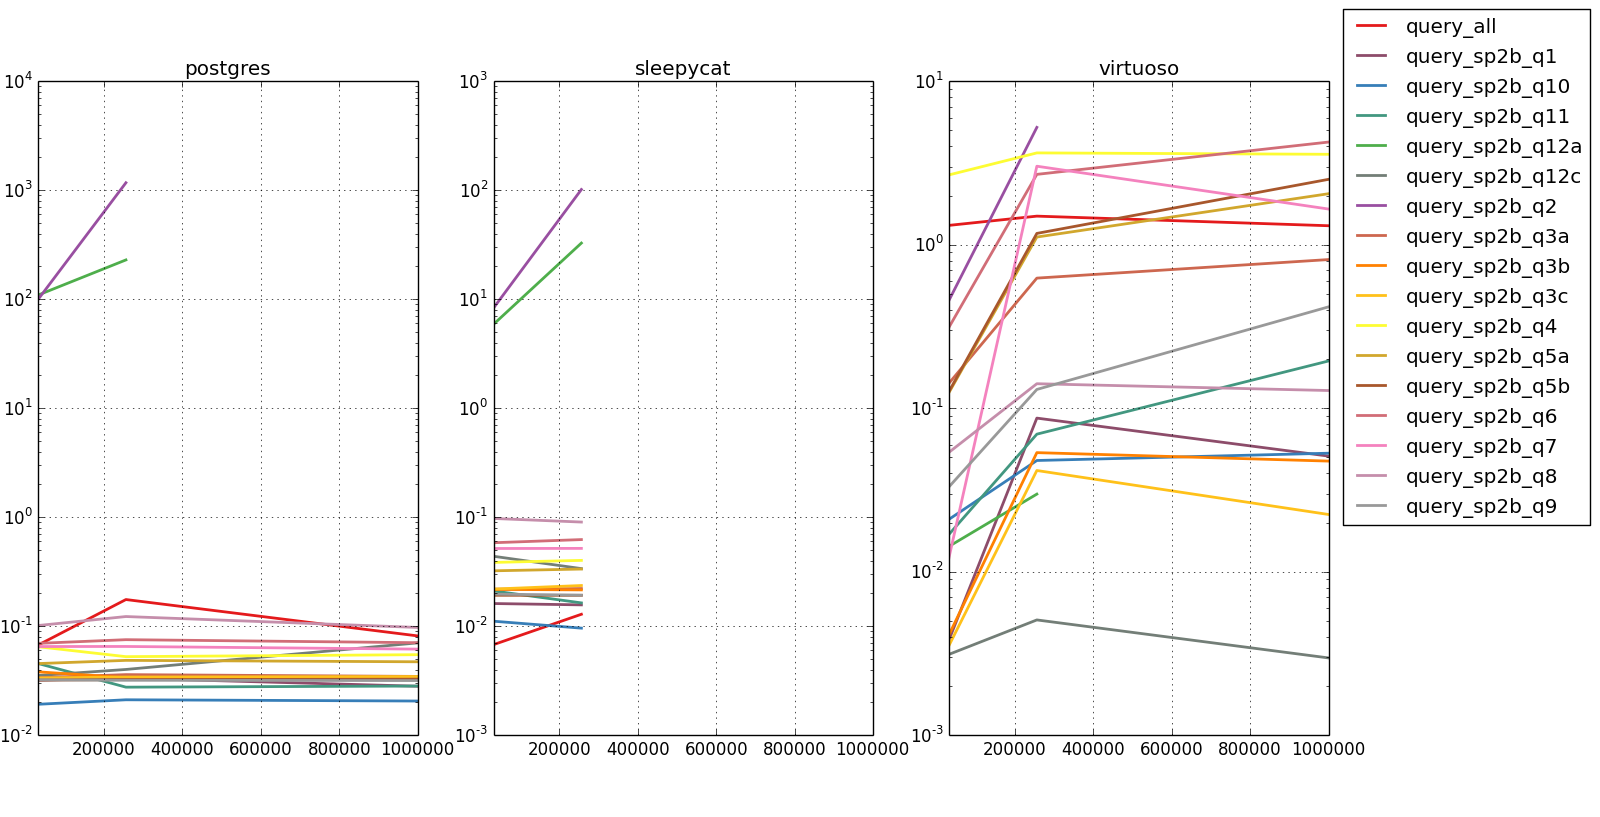 postgres
10^4
10^3
10^2
10^1
10^0
10^-1
10^-2
200000 400000 600000 800000 1000000
sleepycat
10^3
10^2
10^1
10^0
10^-1
10^-2
10^-3
200000 400000 600000 800000 1000000
virtuoso
10^1
10^0
10^-1
10^-2
10^-3
200000 400000 600000 800000 1000000
query_all
query_sp2b_q1
query_sp2b_q10
query_sp2b_q11
query_sp2b_q12a
query_sp2b_q12c
query_sp2b_q2
query_sp2b_q3a
query_sp2b_q3b
query_sp2b_q3c
query_sp2b_q4
query_sp2b_q5a
query_sp2b_q5b
query_sp2b_q6
query_sp2b_q7
query_sp2b_q8
query_sp2b_q9